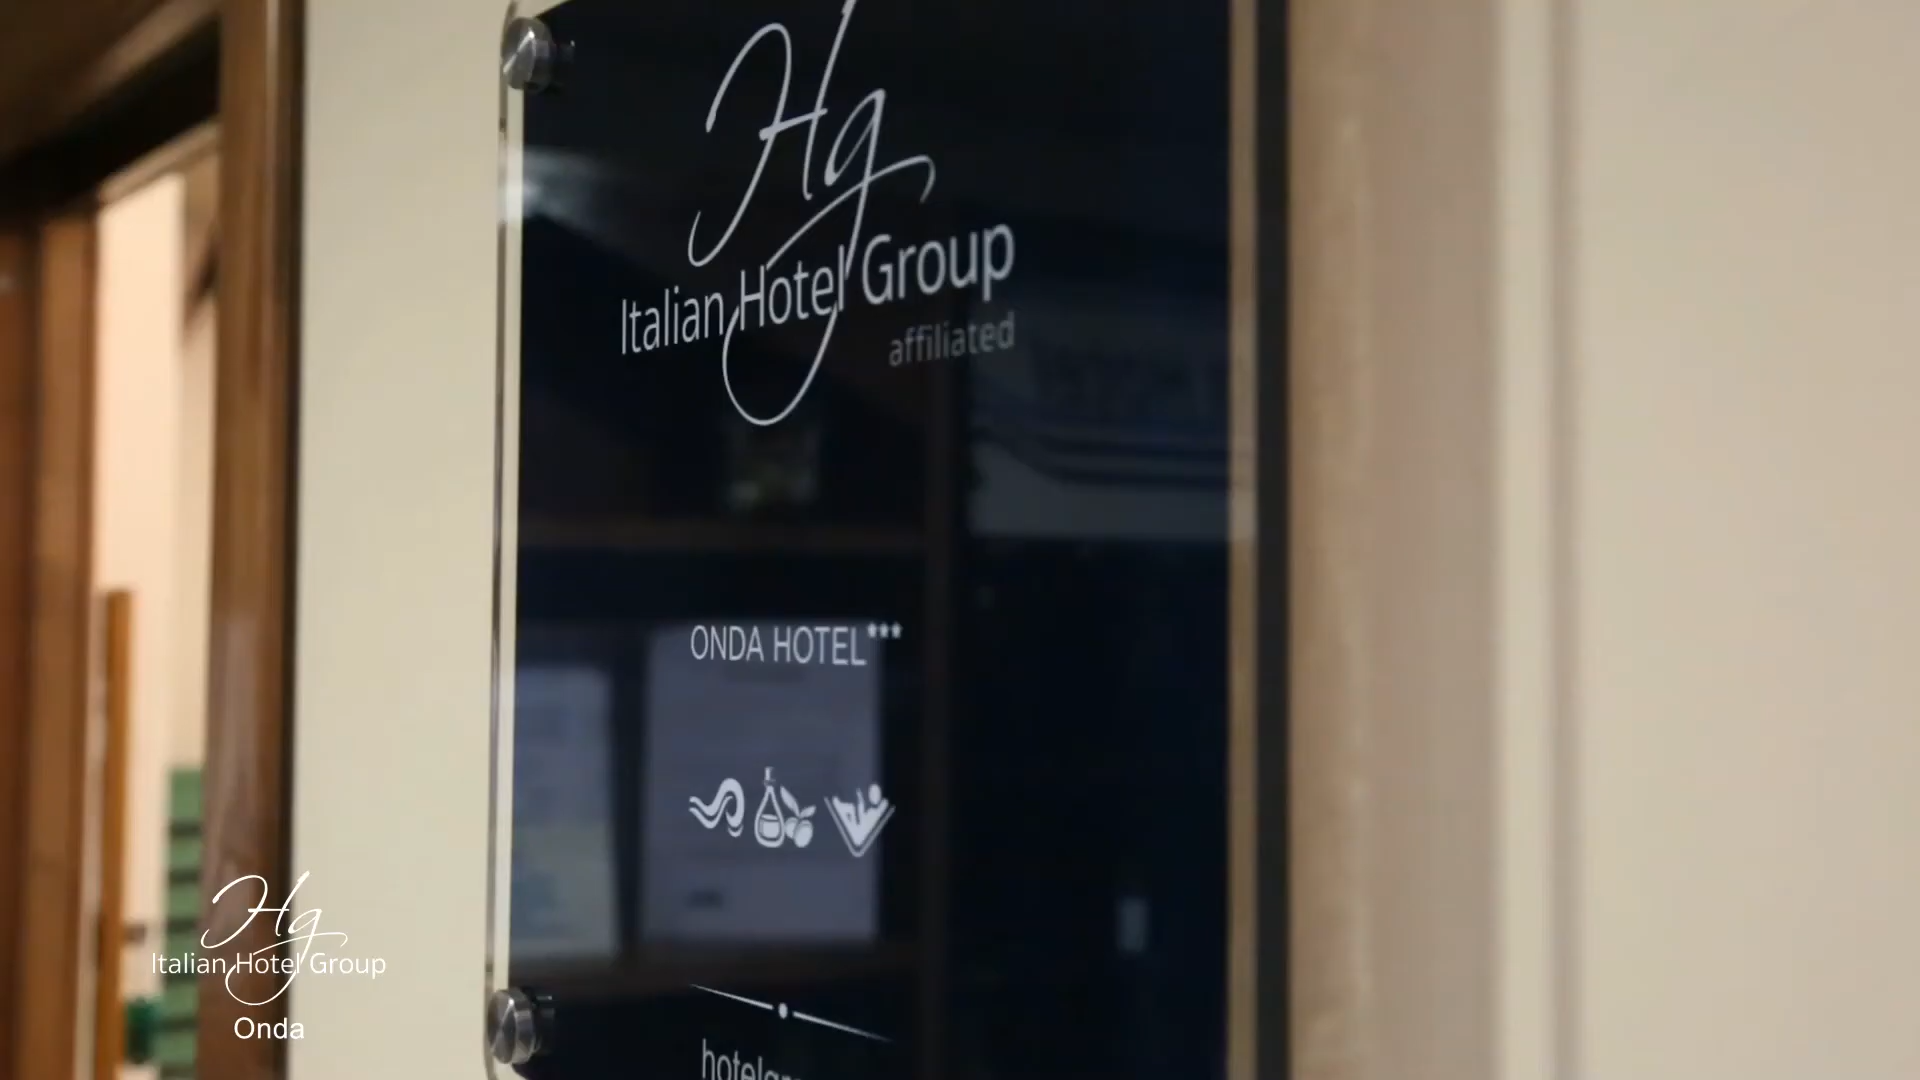 Hg
Italian Hotel Group
affiliated
ONDA HOTEL***
Hg
Italian Hotel Group
Onda